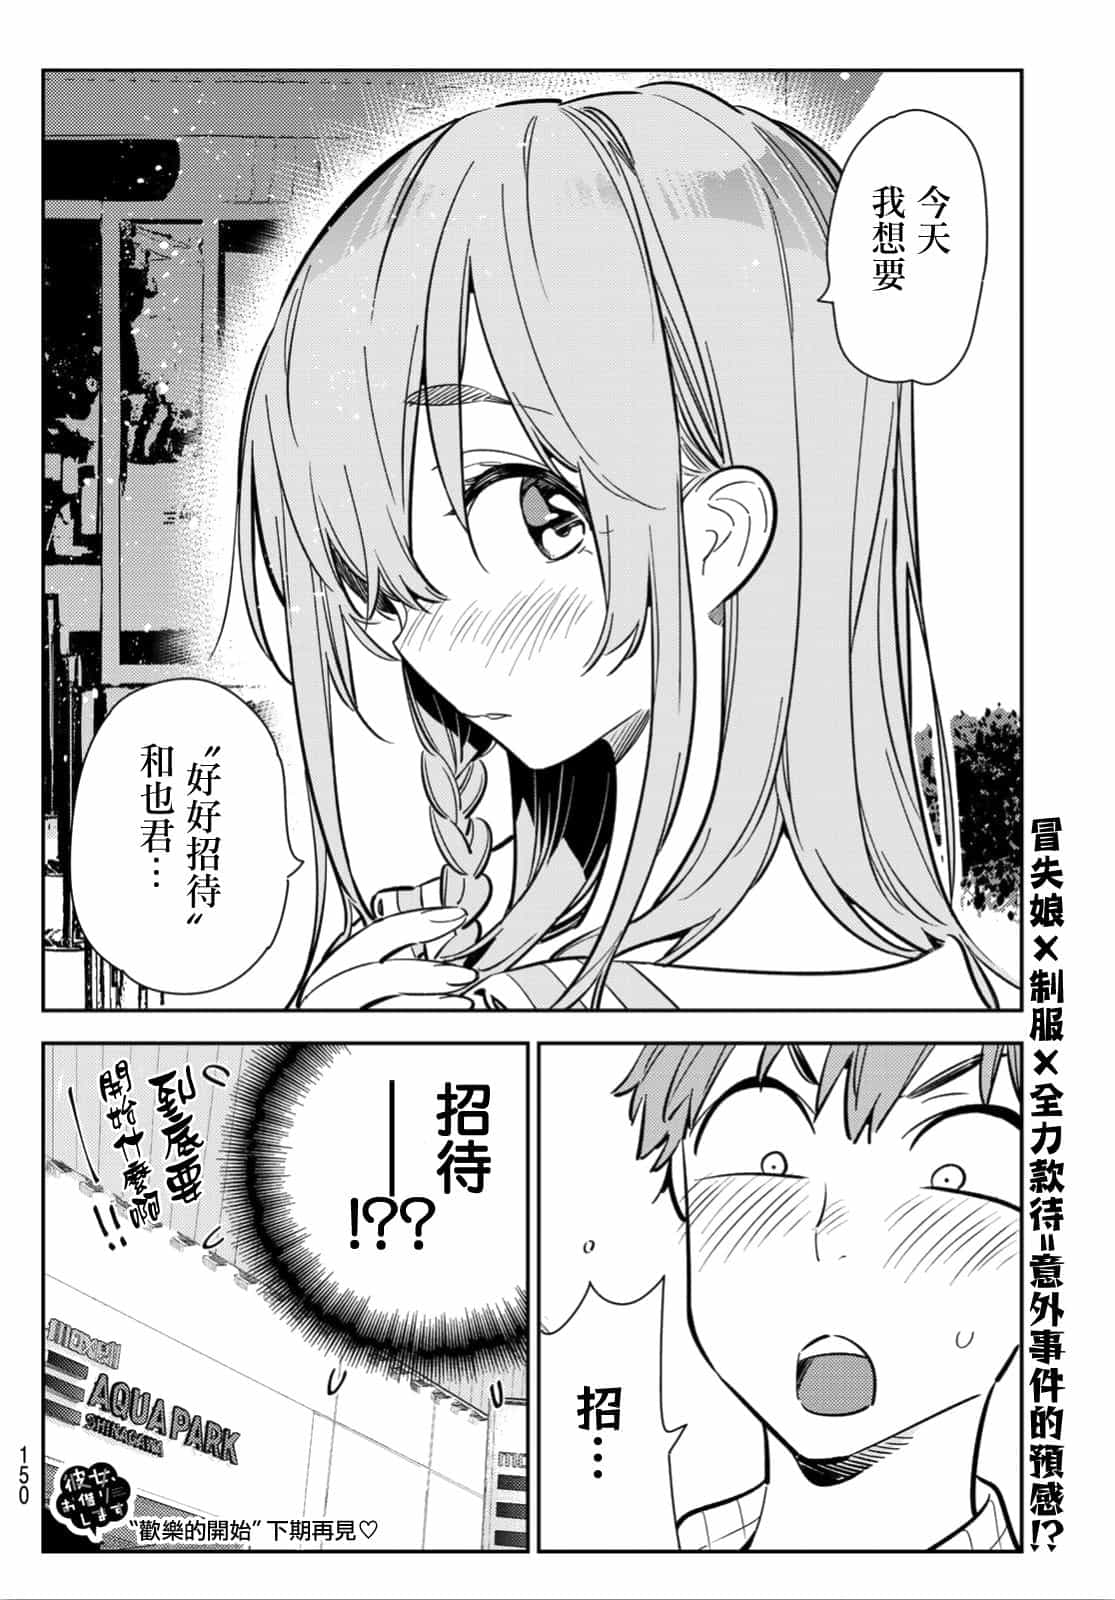 今天
我想要
“好好招待”
和也君…
招…
招待
——
!???
到底要
開始什麼啊
!!
maxell
AQUA PARK
SHINAGAWA
彼女、
お借り
します
“歡樂的開始”下期再見♡
冒失娘×制服×全力款待=意外事件的預感!?
150